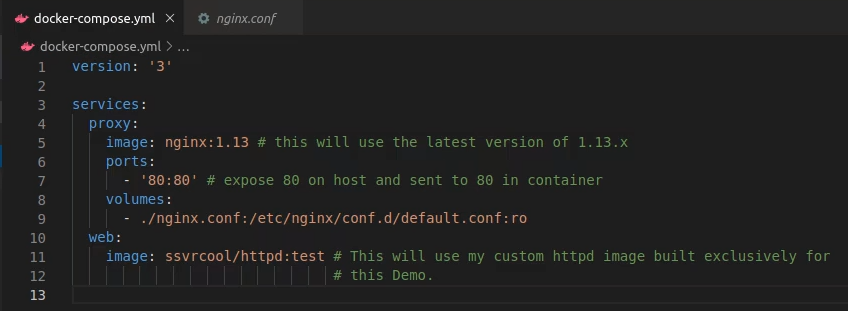 docker-compose.yml × nginx.conf
docker-compose.yml > ...
1 version: '3'
2
3 services:
4 proxy:
5 image: nginx:1.13 # this will use the latest version of 1.13.x
6 ports:
7 - '80:80' # expose 80 on host and sent to 80 in container
8 volumes:
9 - ./nginx.conf:/etc/nginx/conf.d/default.conf:ro
10 web:
11 image: ssvrcool/httpd:test # This will use my custom httpd image built exclusively for
12 # this Demo.
13